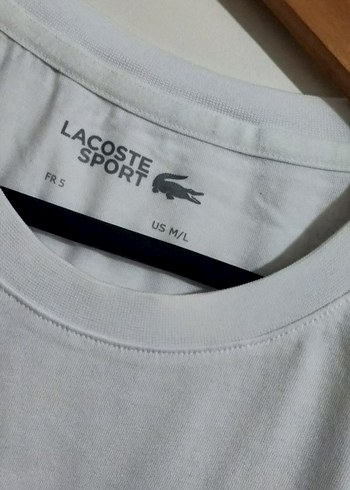 LACOSTE
SPORT
FR 5
US M/L